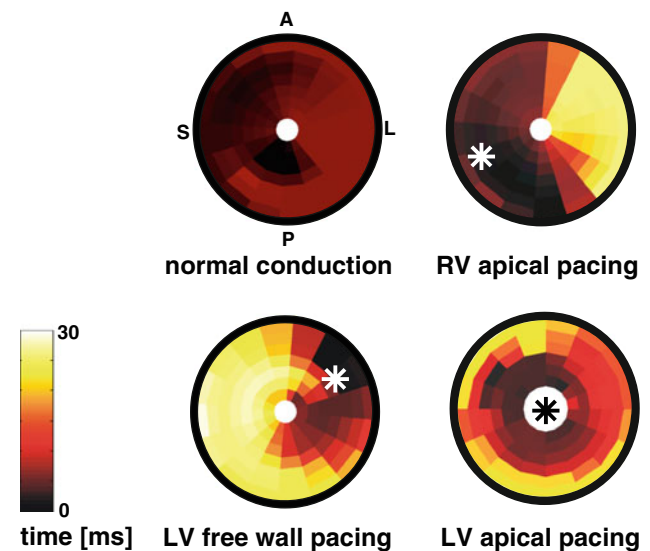 A
S
L
P
normal conduction
RV apical pacing
30
0
time [ms]
LV free wall pacing
LV apical pacing